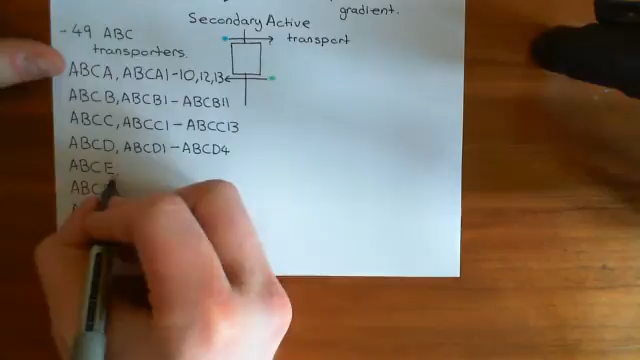 gradient.
Secondary Active
transport
- 49 ABC
transporters.
ABCA, ABCA1-10,12,13
ABCB, ABCB1 - ABCB11
ABCC, ABCC1 - ABCC13
ABCD, ABCD1 - ABCD4
ABCE,
ABC